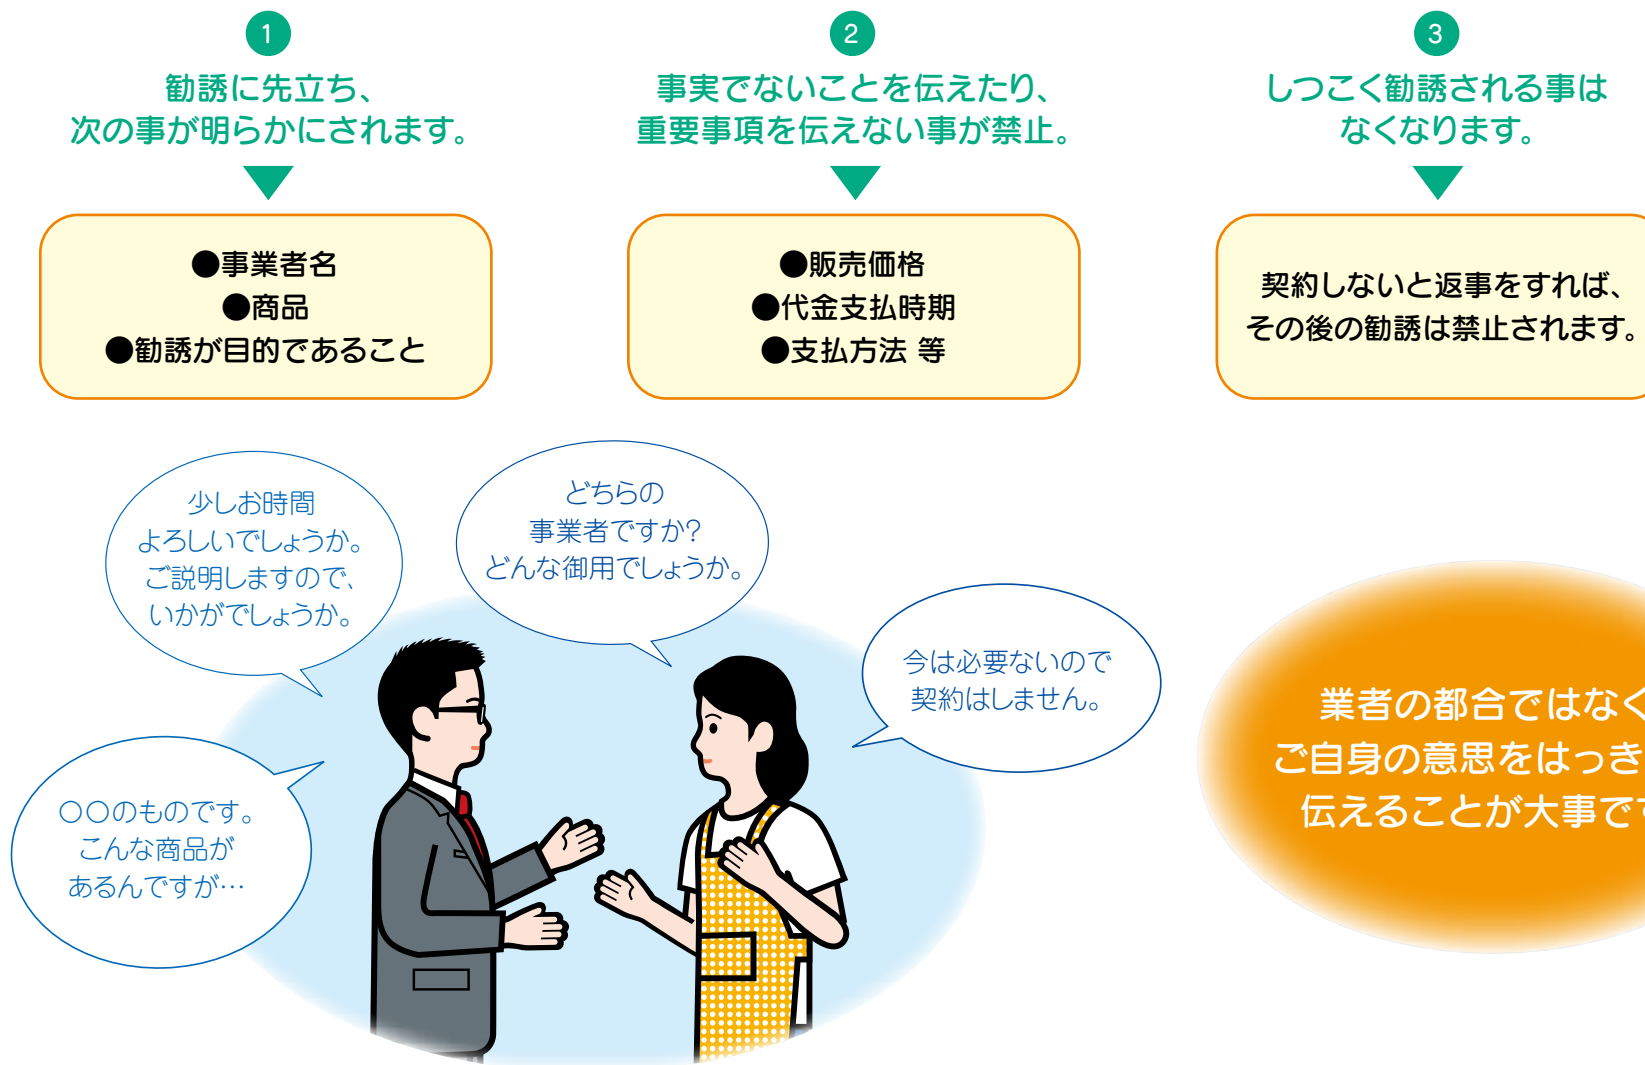 1
勧誘に先立ち、
次の事が明らかにされます。
●事業者名
●商品
●勧誘が目的であること
2
事実でないことを伝えたり、
重要事項を伝えない事が禁止。
●販売価格
●代金支払時期
●支払方法 等
3
しつこく勧誘される事は
なくなります。
契約しないと返事をすれば、
その後の勧誘は禁止されます。
少しお時間
よろしいでしょうか。
ご説明しますので、
いかがでしょうか。
どちらの
事業者ですか?
どんな御用でしょうか。
今は必要ないので
契約はしません。
〇〇のものです。
こんな商品が
あるんですが…
業者の都合ではなく
ご自身の意思をはっき
伝えることが大事で